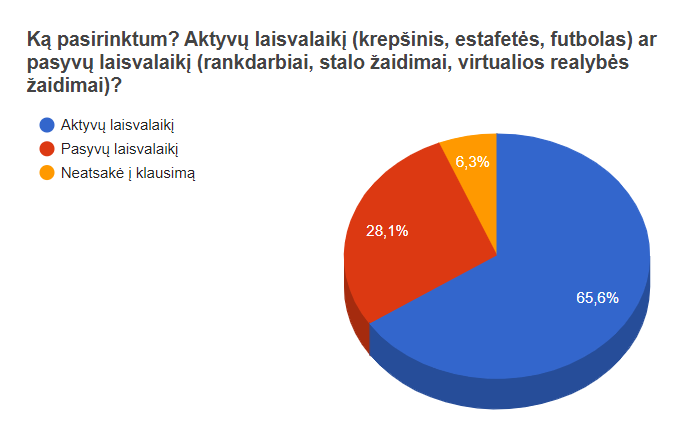 Ką pasirinktum? Aktyvų laisvalaikį (krepšinis, estafetės, futbolas) ar
pasyvų laisvalaikį (rankdarbiai, stalo žaidimai, virtualios realybės
žaidimai)?
Aktyvų laisvalaikį
Pasyvų laisvalaikį
Neatsakė į klausimą
6,3%
28,1%
65,6%